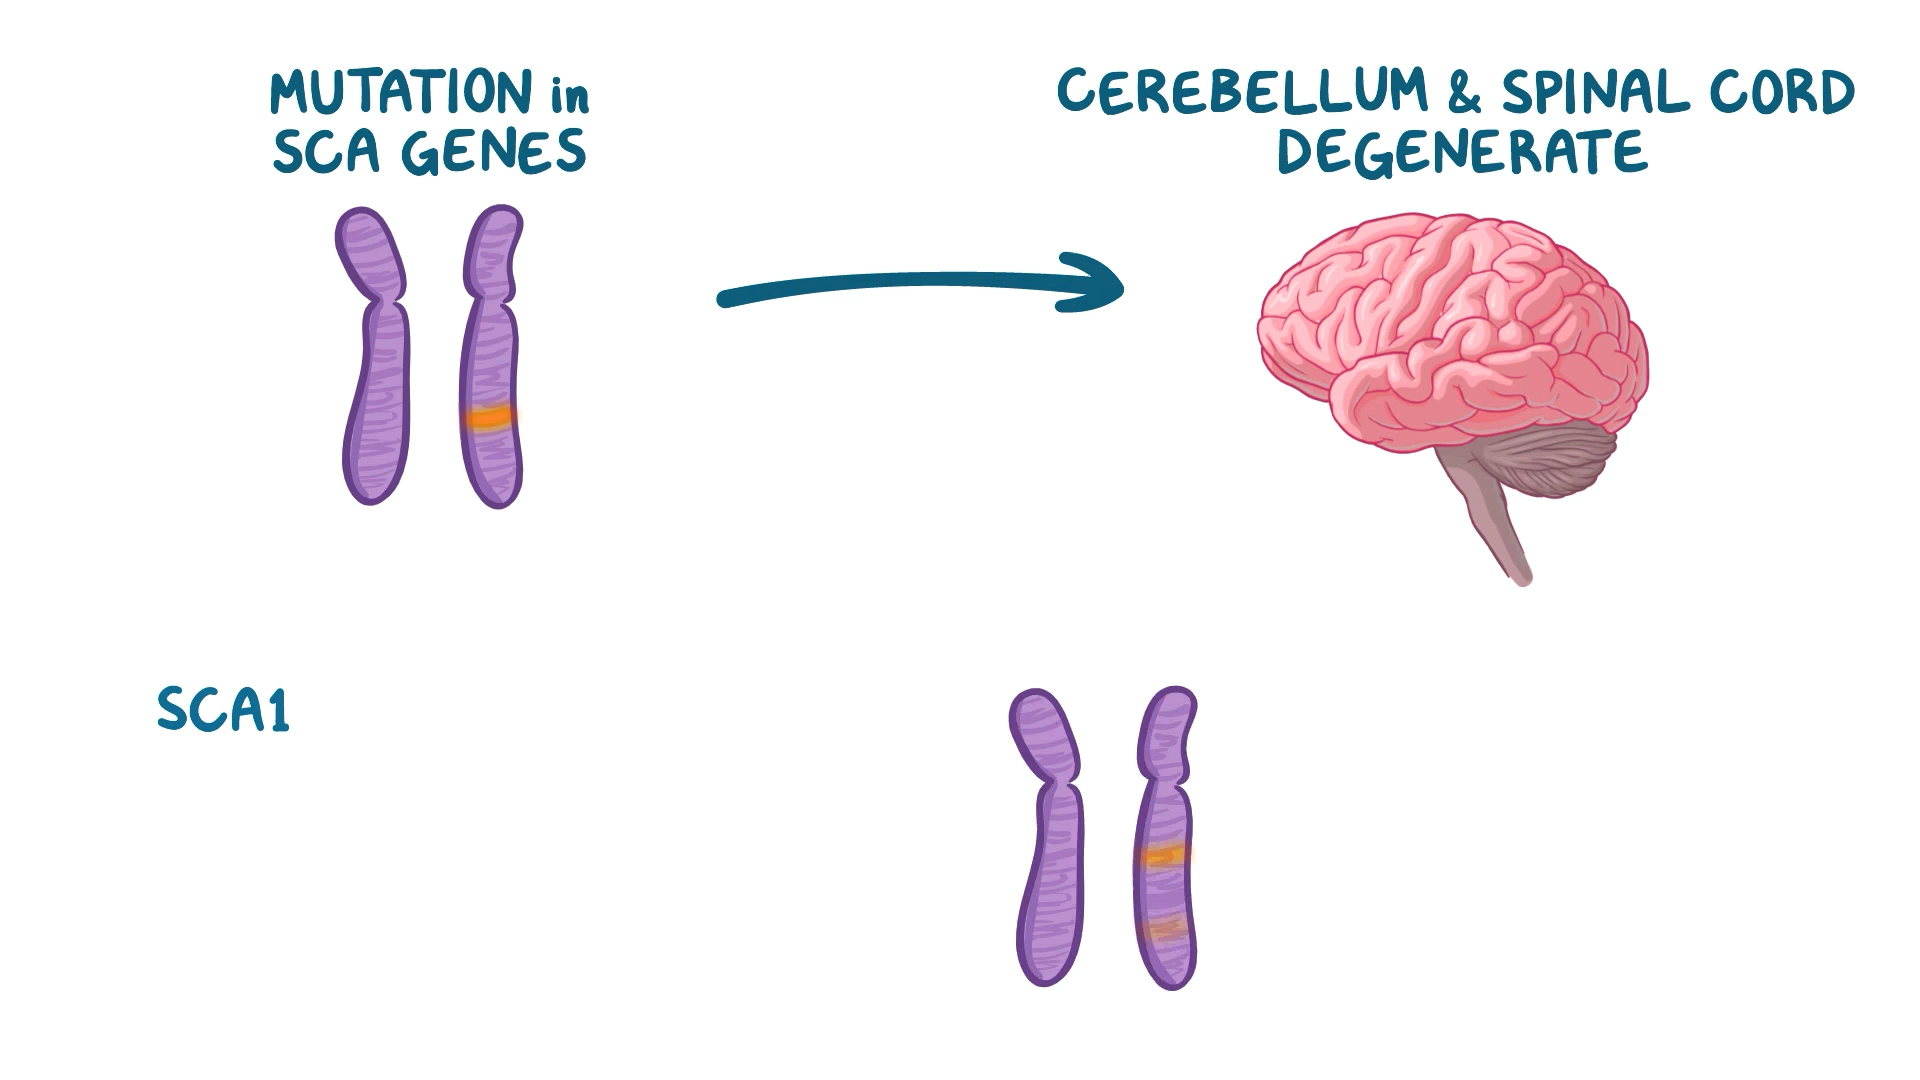 MUTATION in
SCA GENES
CEREBELLUM & SPINAL CORD
DEGENERATE
SCA1